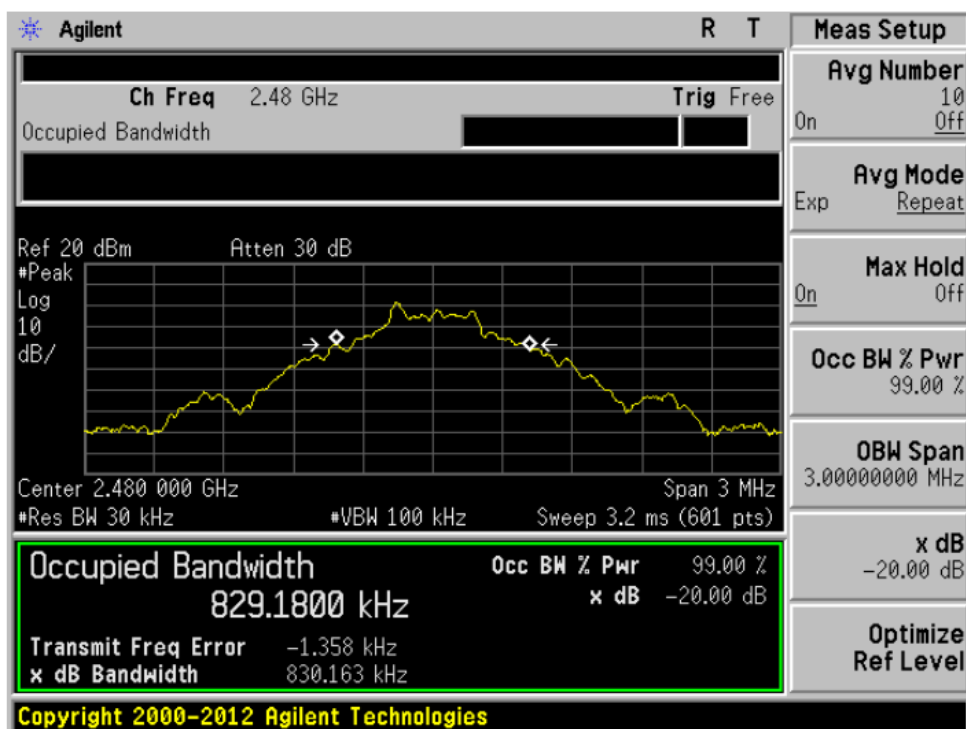 Agilent R T
Ch Freq 2.48 GHz Trig Free
Occupied Bandwidth
Ref 20 dBm Atten 30 dB
#Peak
Log
10
dB/
Center 2.480 000 GHz Span 3 MHz
#Res BW 30 kHz #VBW 100 kHz Sweep 3.2 ms (601 pts)
Occupied Bandwidth Occ BW % Pwr 99.00 %
829.1800 kHz x dB -20.00 dB
Transmit Freq Error -1.358 kHz
x dB Bandwidth 830.163 kHz
Copyright 2000-2012 Agilent Technologies
Meas Setup
Avg Number
10
On Off
Avg Mode
Exp Repeat
Max Hold
On Off
Occ BW % Pwr
99.00 %
OBW Span
3.00000000 MHz
x dB
-20.00 dB
Optimize
Ref Level